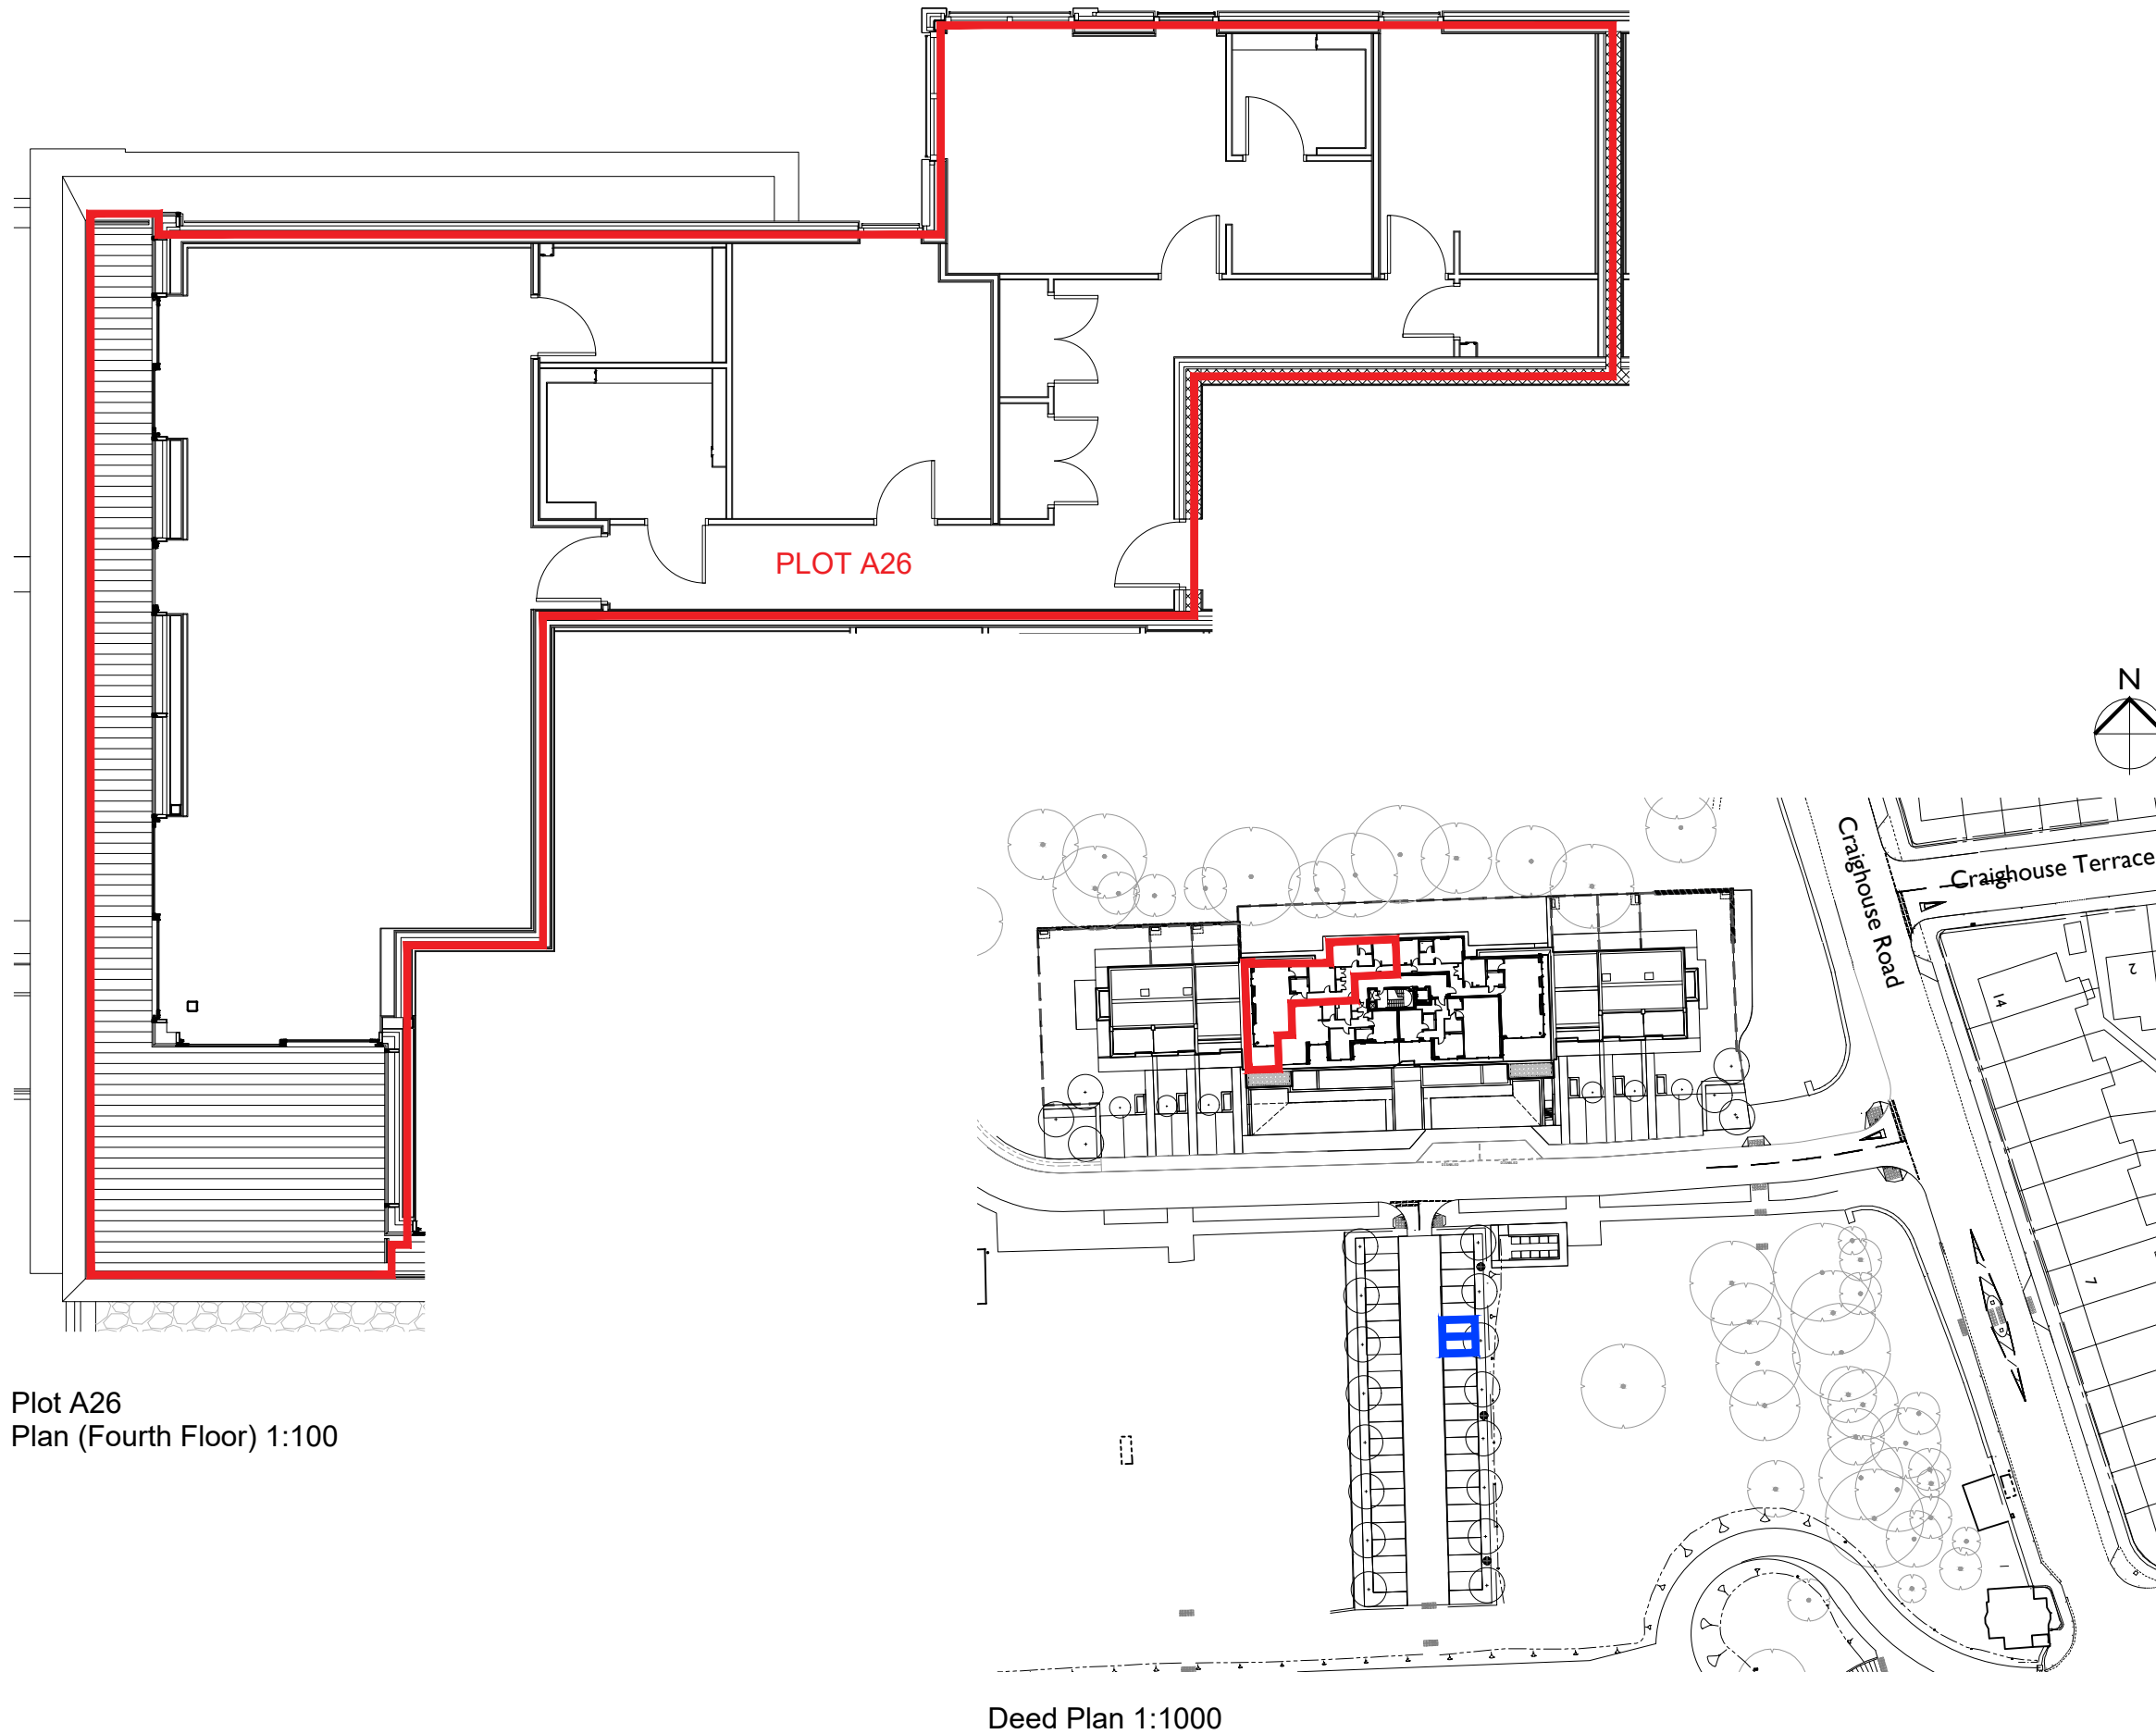 PLOT A26
N
Craighouse Road
Craighouse Terrace
2
14
7
Plot A26
Plan (Fourth Floor) 1:100
Deed Plan 1:1000